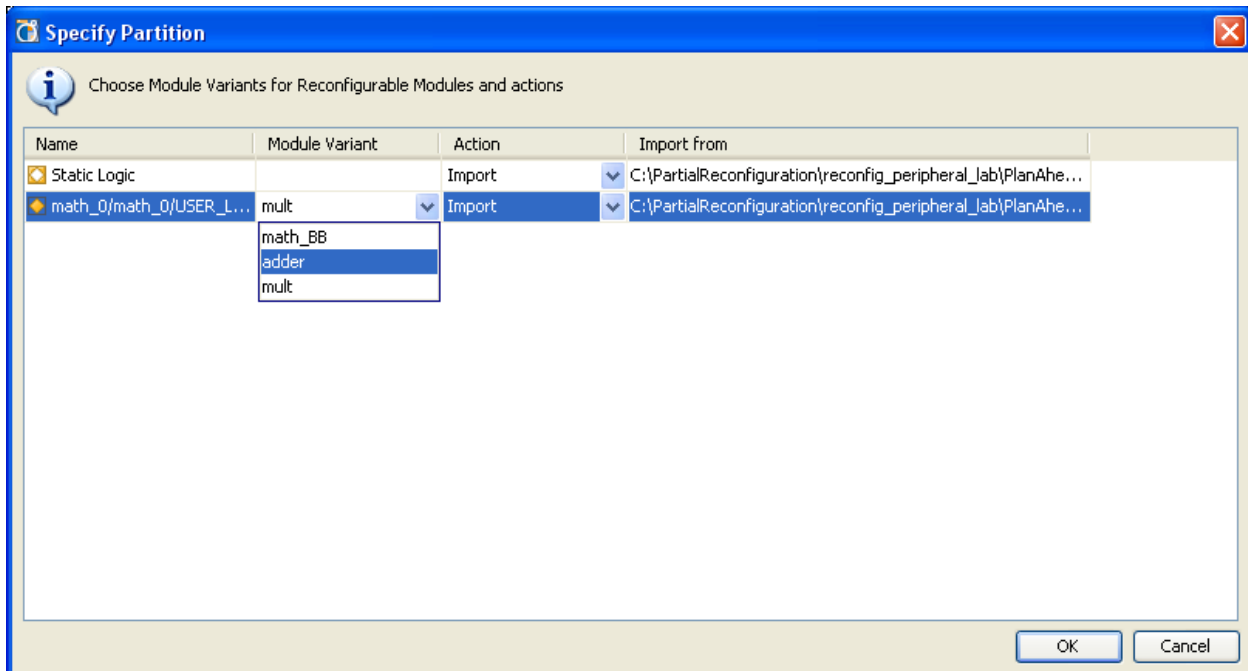 Specify Partition
Choose Module Variants for Reconfigurable Modules and actions
Name Module Variant Action Import from
Static Logic Import C:\PartialReconfiguration\reconfig_peripheral_lab\PlanAhe...
math_0/math_0/USER_L... mult Import C:\PartialReconfiguration\reconfig_peripheral_lab\PlanAhe...
math_BB
adder
mult
OK Cancel